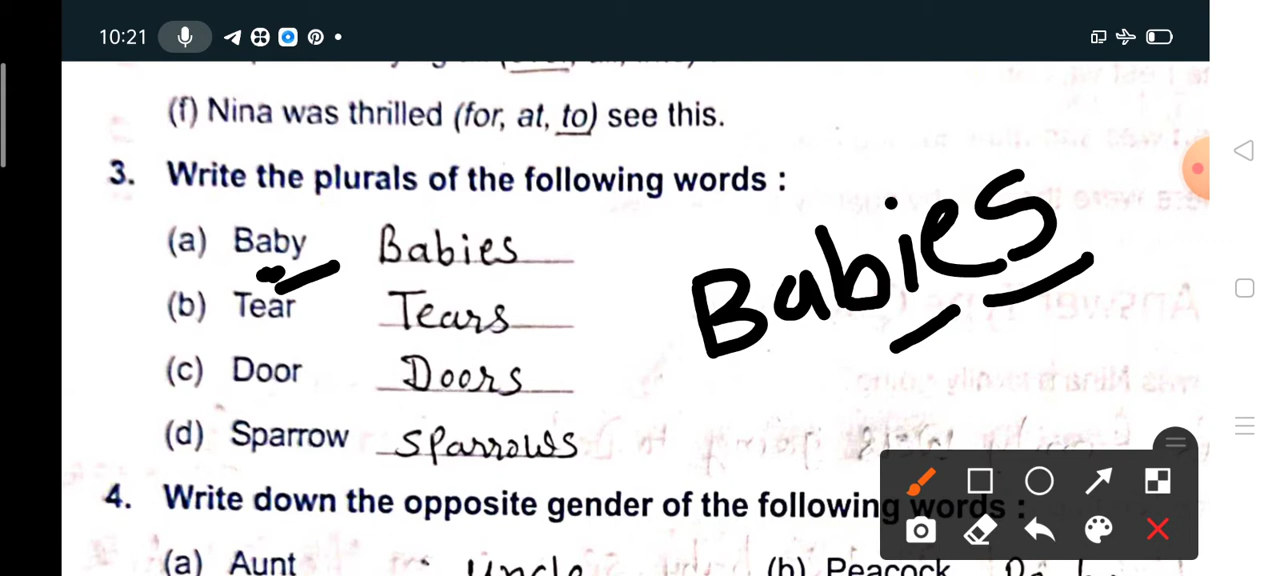 10:21
(f) Nina was thrilled (for, at, to) see this.
3. Write the plurals of the following words :
(a) Baby Babies
Babies
(b) Tear Tears
(c) Door Doors
(d) Sparrow Sparrows
4. Write down the opposite gender of the following words :
(a) Aunt Uncle (b) Peacock